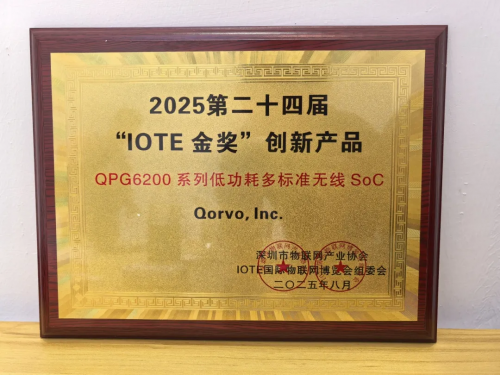 2025第二十四届
“IOTE 金奖”创新产品
QPG6200 系列低功耗多标准无线 SoC
Qorvo, Inc.
深圳市物联网产业协会
IOTE国际物联网博览会组委会
二〇二五年八月